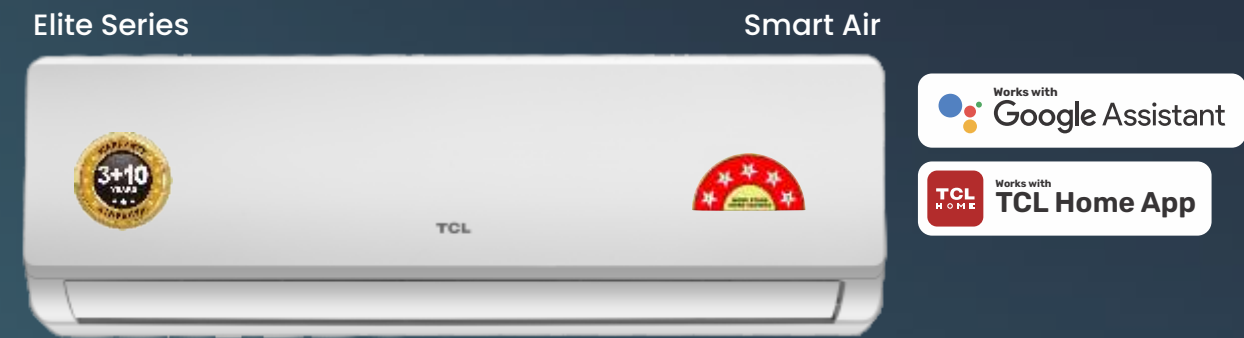 Elite Series
Smart Air
Works with
Google Assistant
WARRANTY
3+10
YEARS
TCL
TCL
HOME
Works with
TCL Home App